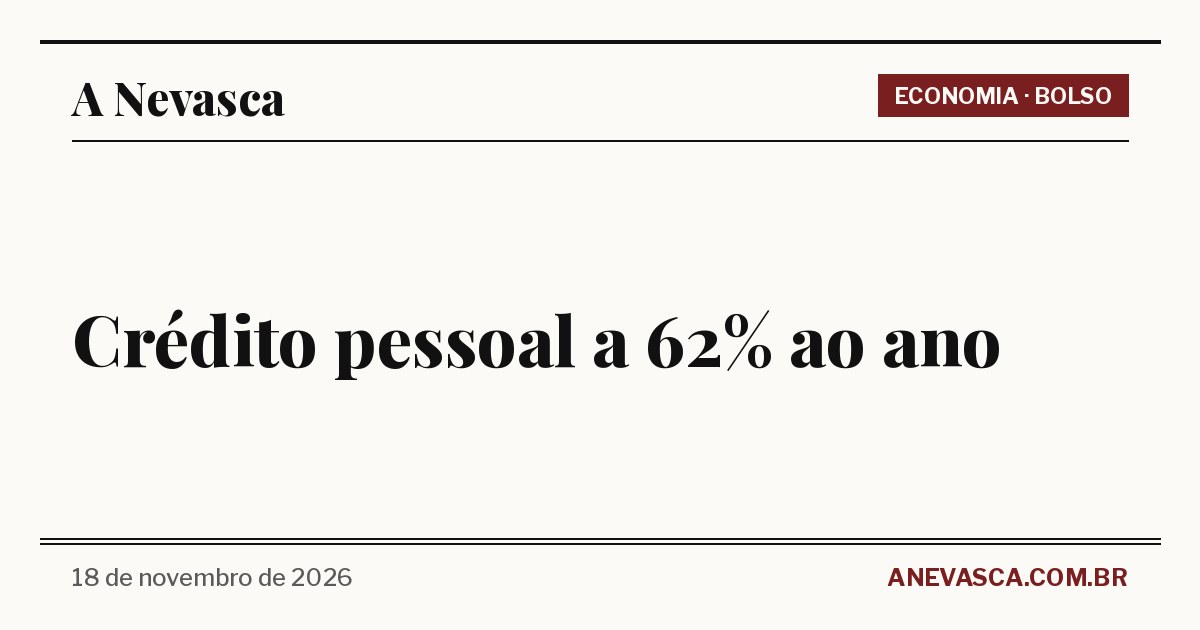 A Nevasca
ECONOMIA · BOLSO
Crédito pessoal a 62% ao ano
18 de novembro de 2026
ANEVASCA.COM.BR